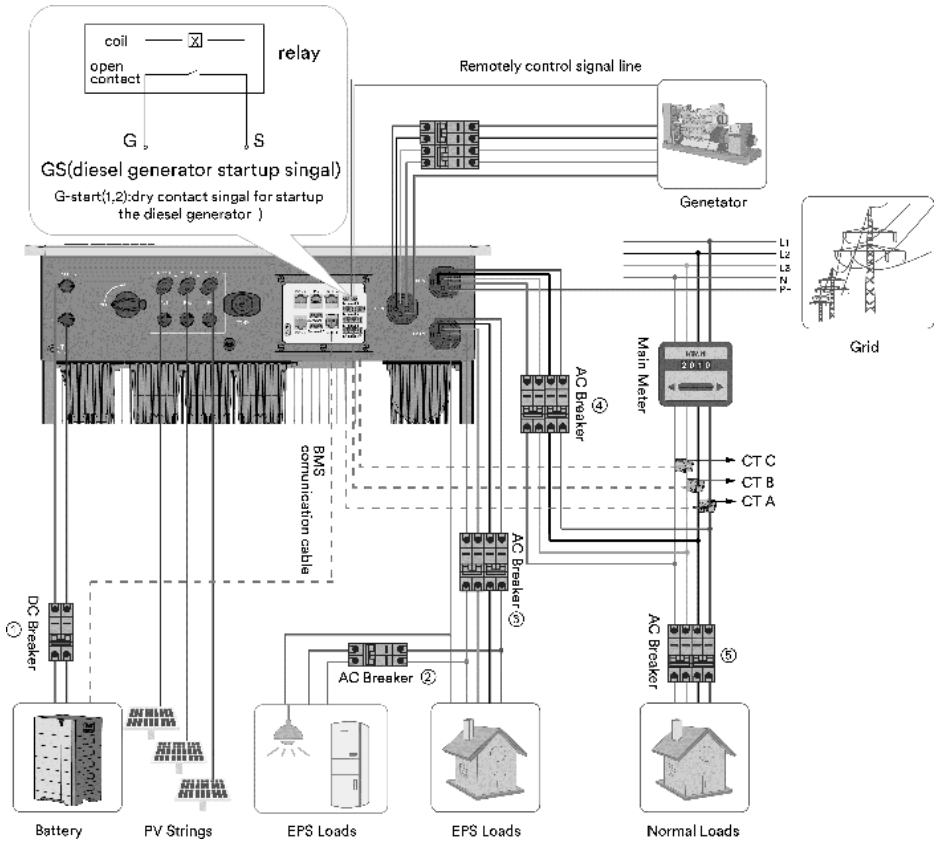 coil
X
relay
open
contact
G
S
GS(diesel generator startup singal)
G-start(1,2):dry contact singal for startup
the diesel generator )
Remotely control signal line
Genetator
L1
L2
L3
N
Grid
Main Meter
2010
AC Breaker
④
CT C
CT B
CT A
BMS
comunication cable
AC Breaker
③
DC Breaker
①
AC Breaker ②
AC Breaker
⑤
Battery
PV Strings
EPS Loads
EPS Loads
Normal Loads